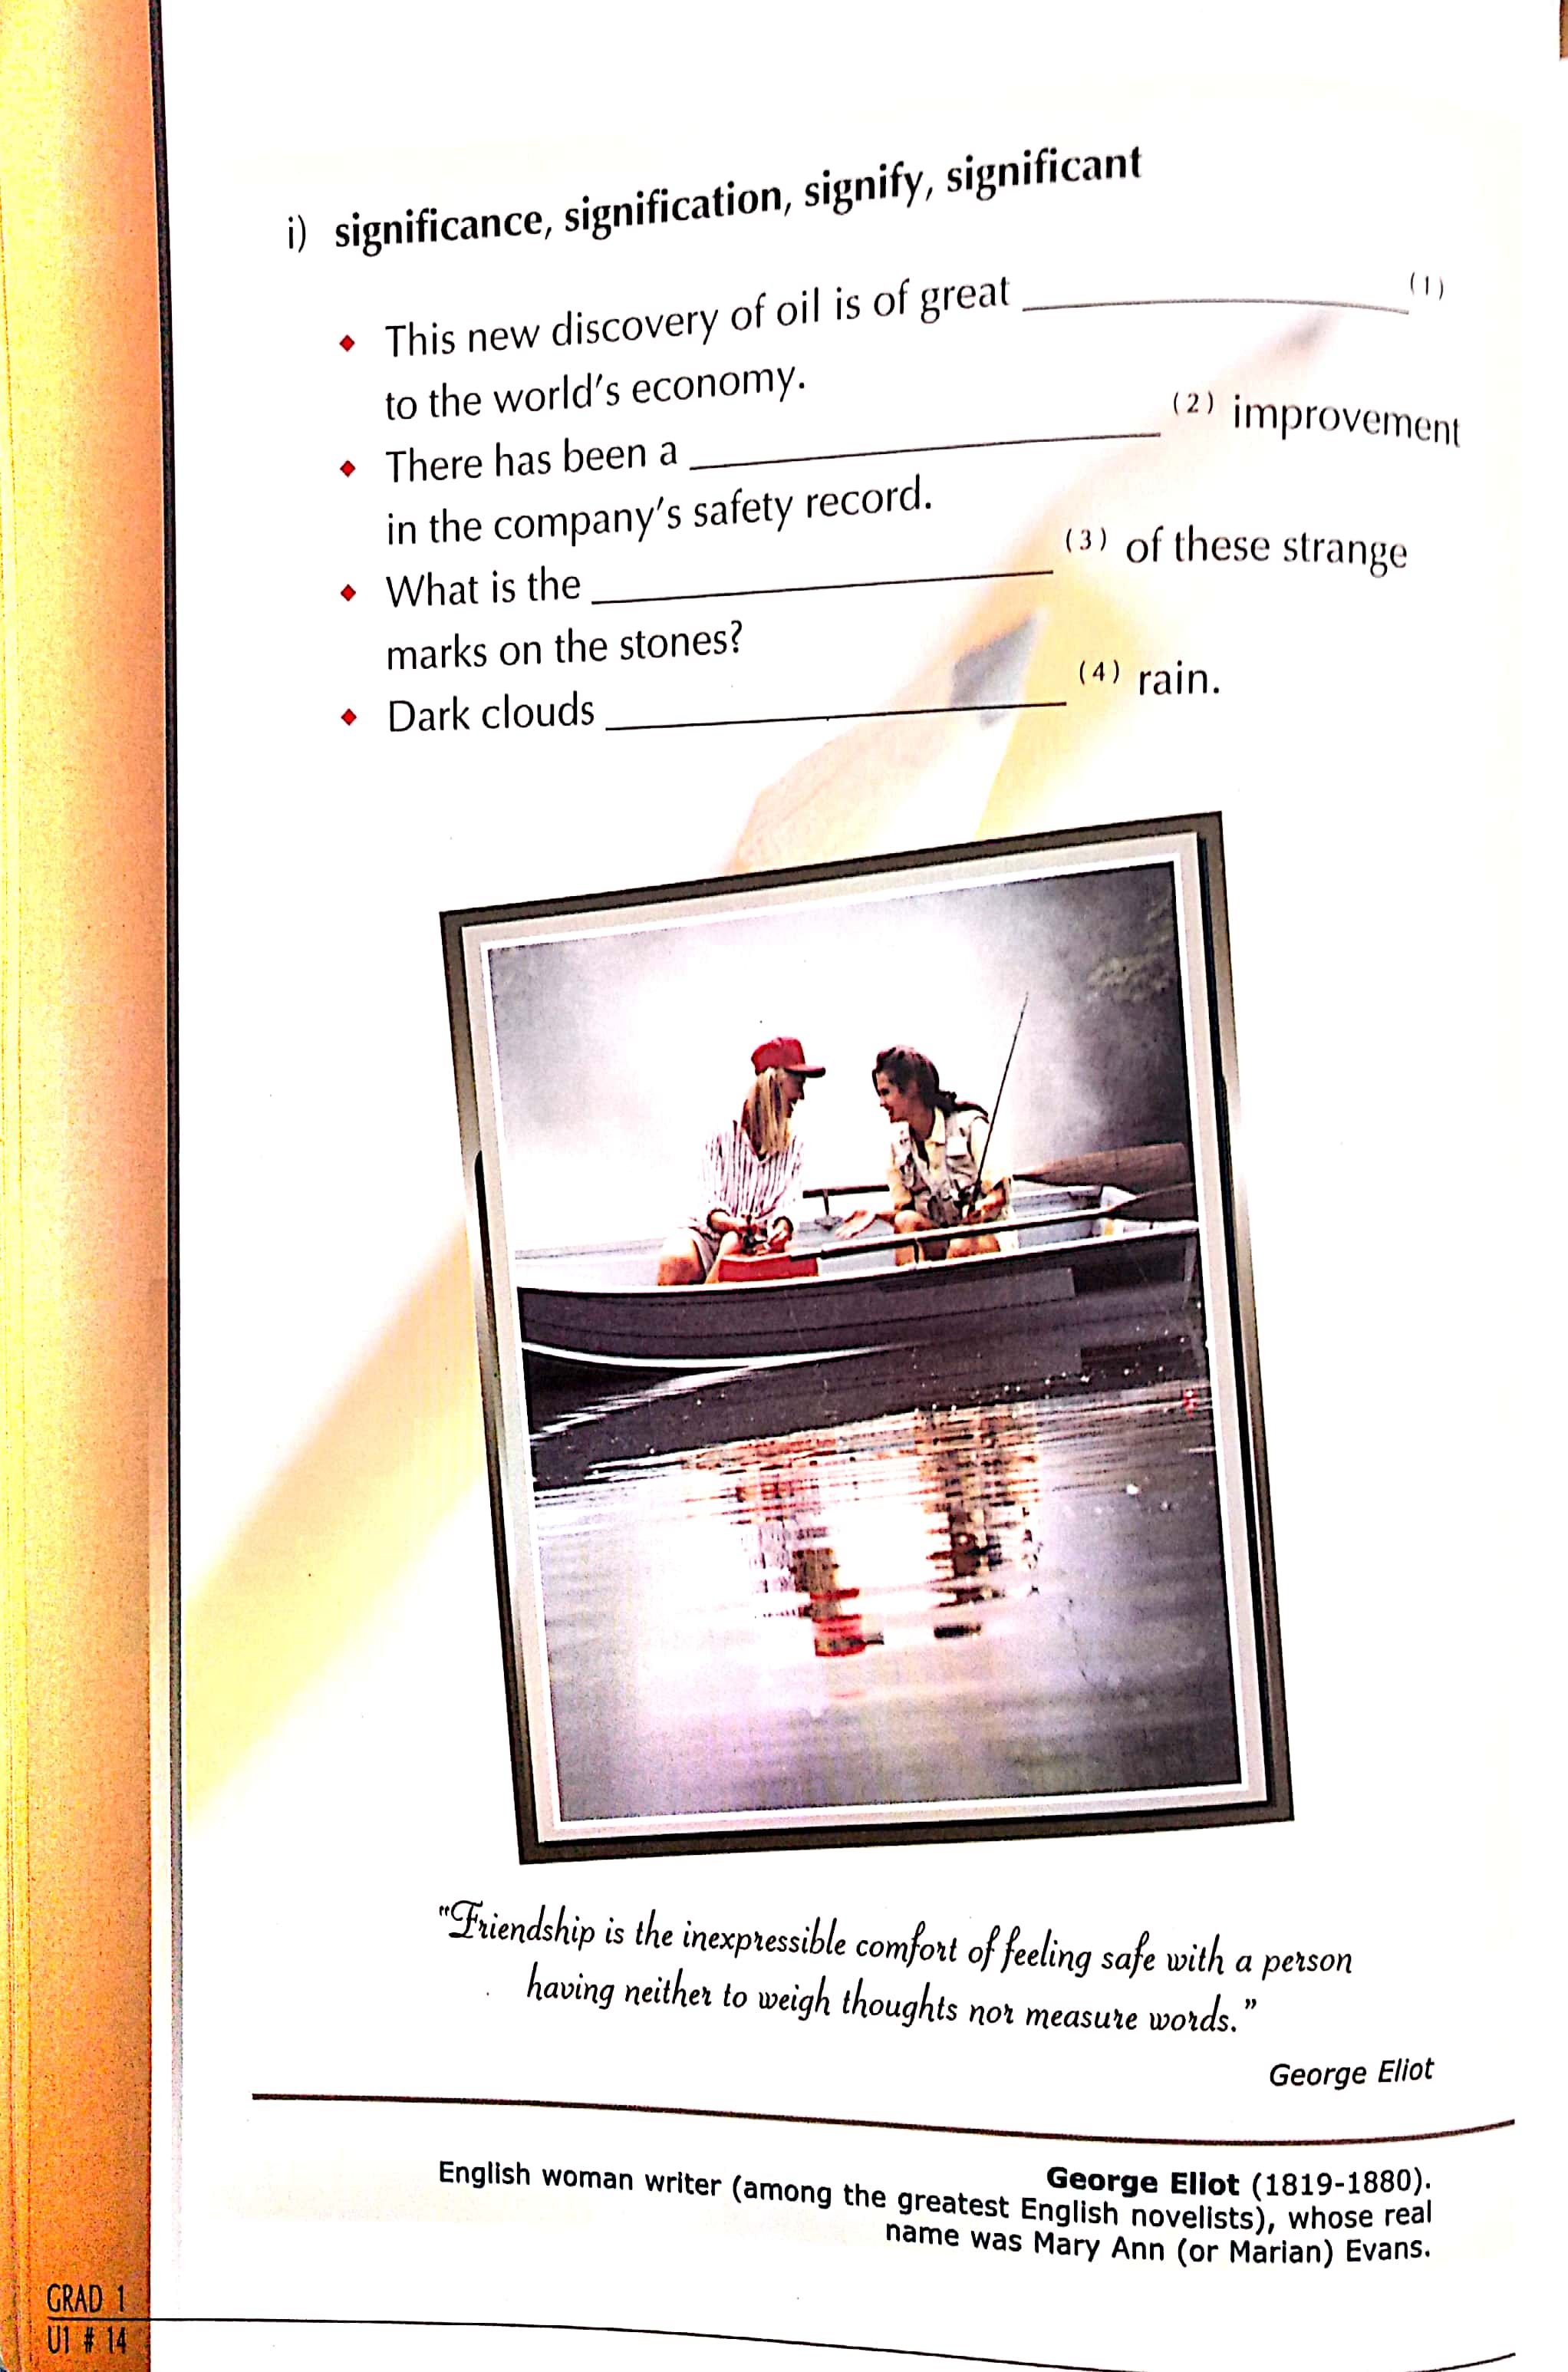 i) significance, signification, signify, significant
This new discovery of oil is of great ____________ (1)
to the world's economy.
There has been a ____________ (2) improvement
in the company's safety record.
What is the ____________ (3) of these strange
marks on the stones?
Dark clouds ____________ (4) rain.
"Friendship is the inexpressible comfort of feeling safe with a person
having neither to weigh thoughts nor measure words."
George Eliot
George Eliot (1819-1880).
English woman writer (among the greatest English novelists), whose real
name was Mary Ann (or Marian) Evans.
GRAD 1
U1 # 14